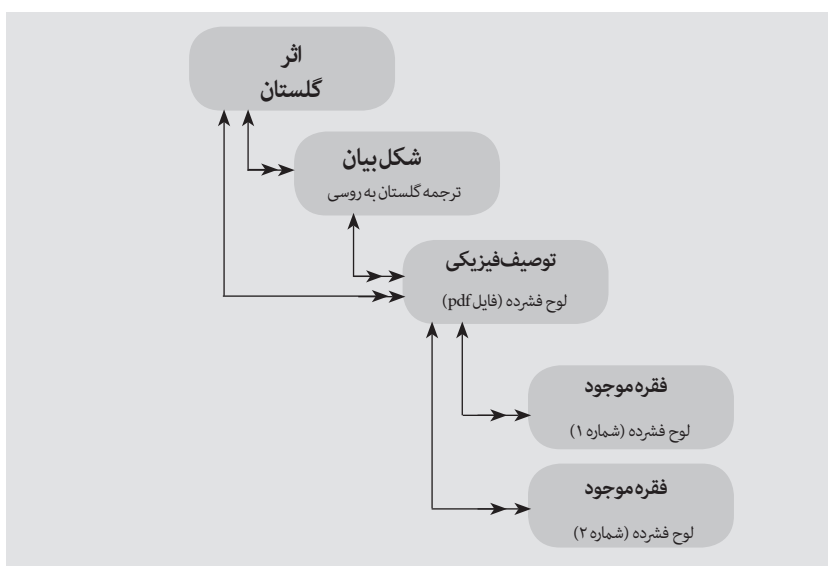 اثر
گلستان
شکل‌بیان
ترجمه گلستان به روسی
توصیف‌فیزیکی
لوح فشرده (فایل pdf)
فقره‌موجود
لوح فشرده (شماره ۱)
فقره‌موجود
لوح فشرده (شماره ۲)